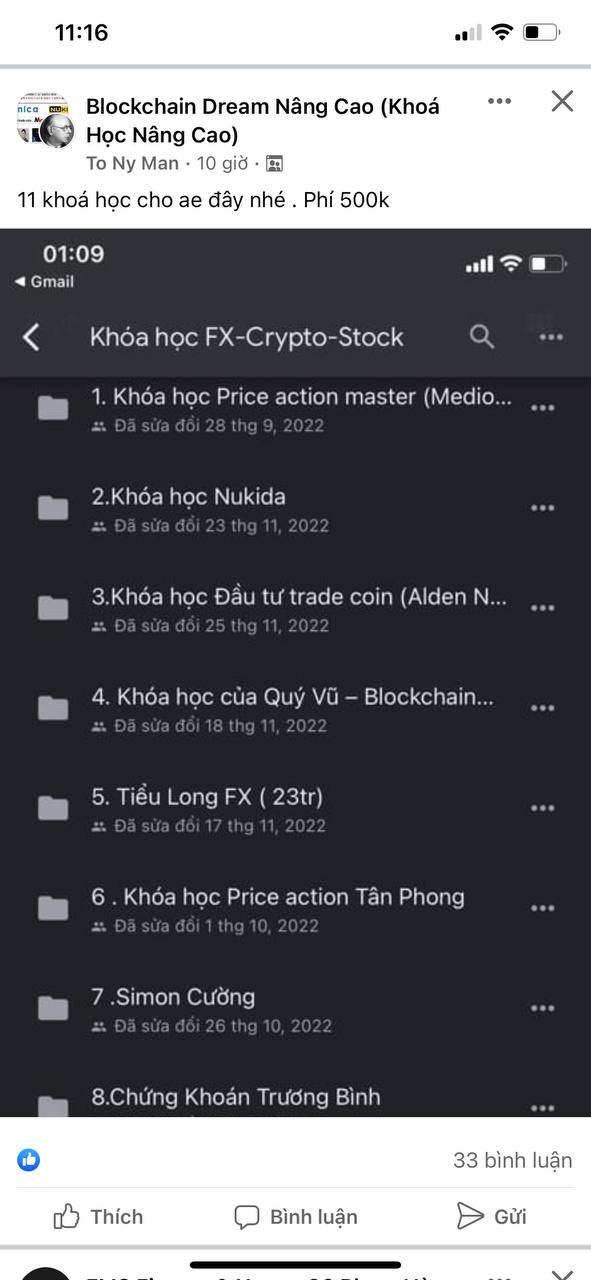 11:16
Blockchain Dream Nâng Cao (Khoá
Học Nâng Cao)
To Ny Man · 10 giờ ·
11 khoá học cho ae đây nhé . Phí 500k
01:09
Gmail
Khóa học FX-Crypto-Stock
1. Khóa học Price action master (Medio...
Đã sửa đổi 28 thg 9, 2022
2.Khóa học Nukida
Đã sửa đổi 23 thg 11, 2022
3.Khóa học Đầu tư trade coin (Alden N...
Đã sửa đổi 25 thg 11, 2022
4. Khóa học của Quý Vũ – Blockchain...
Đã sửa đổi 18 thg 11, 2022
5. Tiểu Long FX ( 23tr)
Đã sửa đổi 17 thg 11, 2022
6 . Khóa học Price action Tân Phong
Đã sửa đổi 1 thg 10, 2022
7 .Simon Cường
Đã sửa đổi 26 thg 10, 2022
8.Chứng Khoán Trương Bình
33 bình luận
Thích
Bình luận
Gửi